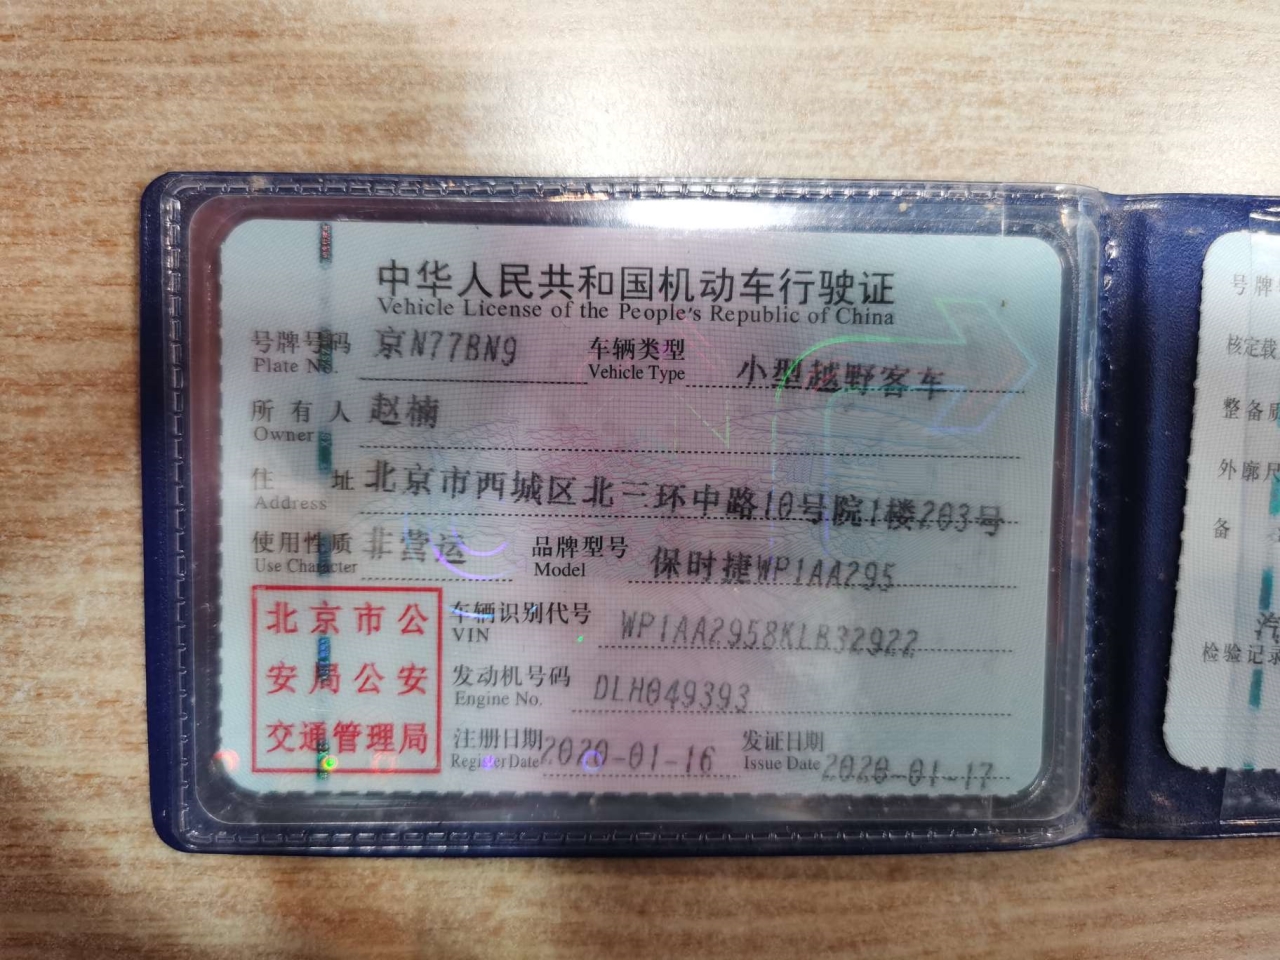 中华人民共和国机动车行驶证
Vehicle License of the People's Republic of China
号牌号码 京N77BN9 车辆类型 小型越野客车
Plate No. Vehicle Type
所有人 赵楠
Owner
住址 北京市西城区北三环中路10号院1楼203号
Address
使用性质 非营运 品牌型号 保时捷WP1AA295
Use Character Model
北京市公
安局公安
交通管理局
车辆识别代号 WP1AA2958KLB32922
VIN
发动机号码 DLH049393
Engine No.
注册日期 2020-01-16 发证日期 2020-01-17
Register Date Issue Date
号牌
核定载
整备质
外廓尺
备
检验记录